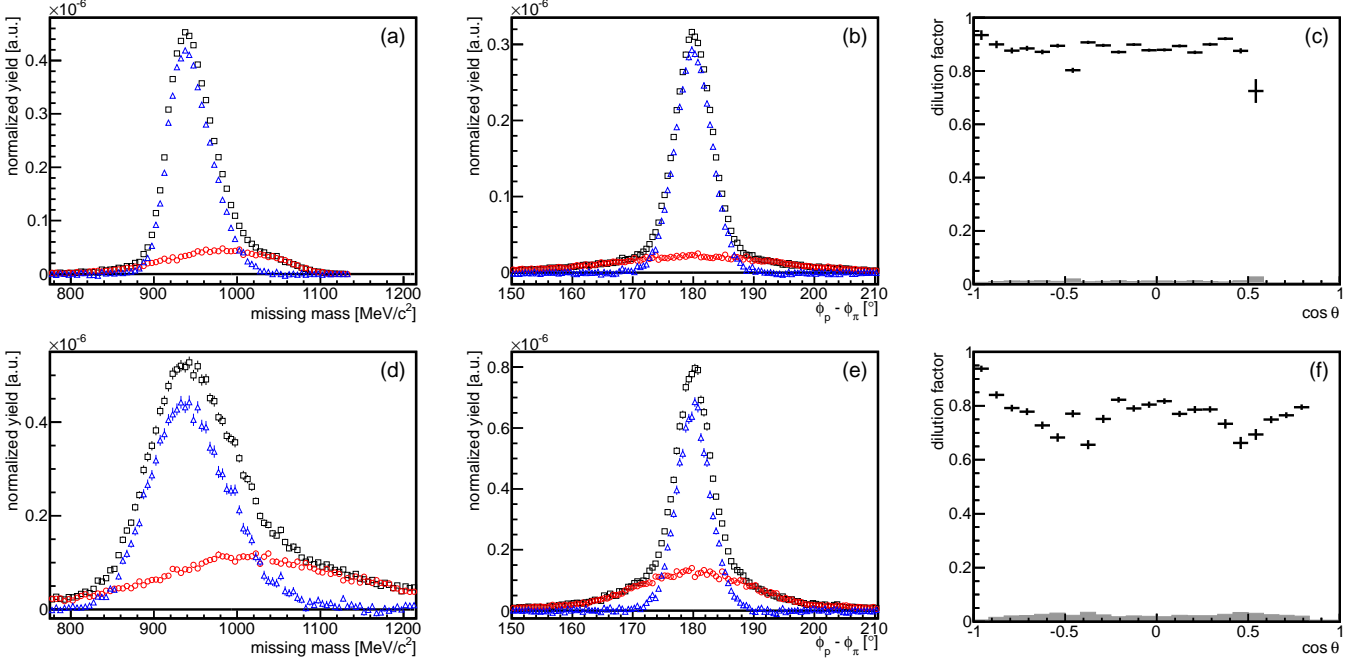 ×10⁻⁶
(a)
normalized yield [a.u.]
0.4
0.3
0.2
0.1
0
800 900 1000 1100 1200
missing mass [MeV/c²]
×10⁻⁶
(b)
normalized yield [a.u.]
0.3
0.2
0.1
0
150 160 170 180 190 200 210
ϕp - ϕπ [°]
(c)
dilution factor
1
0.8
0.6
0.4
0.2
0
-1 -0.5 0 0.5 1
cos θ
×10⁻⁶
(d)
normalized yield [a.u.]
0.4
0.2
0
800 900 1000 1100 1200
missing mass [MeV/c²]
×10⁻⁶
(e)
normalized yield [a.u.]
0.8
0.6
0.4
0.2
0
150 160 170 180 190 200 210
ϕp - ϕπ [°]
(f)
dilution factor
1
0.8
0.6
0.4
0.2
0
-1 -0.5 0 0.5 1
cos θ